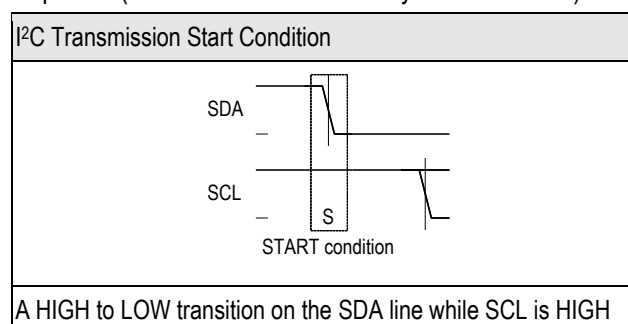 I²C Transmission Start Condition
SDA
SCL
S
START condition
A HIGH to LOW transition on the SDA line while SCL is HIGH